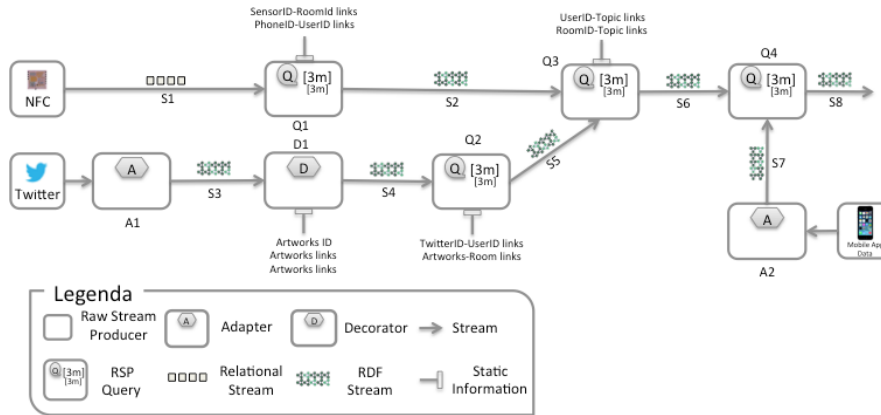 SensorID-RoomId links
PhoneID-UserID links
UserID-Topic links
RoomID-Topic links
NFC
S1
Q [3m]
[3m]
Q1
S2
Q3
Q [3m]
[3m]
S6
Q4
Q [3m]
[3m]
S8
Twitter
A
A1
S3
D1
D
S4
Q2
Q [3m]
[3m]
S5
S7
Artworks ID
Artworks links
Artworks links
TwitterID-UserID links
Artworks-Room links
A
A2
Mobile App
Data
Legenda
Raw Stream
Producer
A
Adapter
D
Decorator
Stream
Q [3m]
[3m]
RSP
Query
Relational
Stream
RDF
Stream
Static
Information